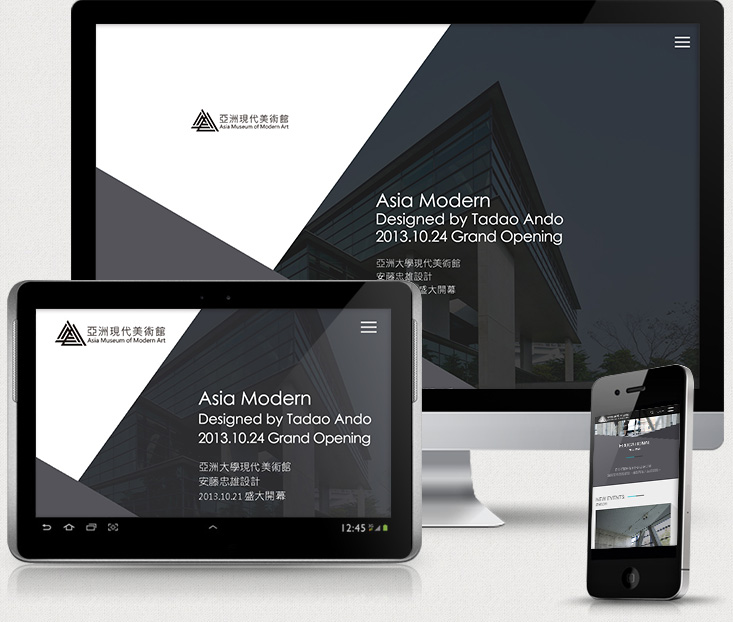 亞洲現代美術館
Asia Museum of Modern Art
Asia Modern
Designed by Tadao Ando
2013.10.24 Grand Opening
亞洲大學現代美術館
安藤忠雄設計
盛大開幕
亞洲現代美術館
Asia Museum of Modern Art
Asia Modern
Designed by Tadao Ando
2013.10.24 Grand Opening
亞洲大學現代美術館
安藤忠雄設計
2013.10.21 盛大開幕
12:45
NEW EVENTS